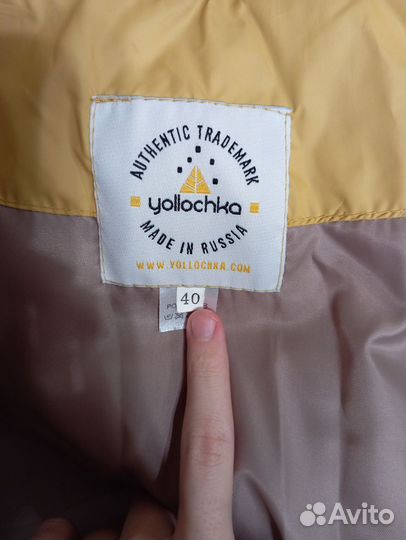 AUTHENTIC TRADEMARK
yollochka
MADE IN RUSSIA
WWW.YOLLOCHKA.COM
40
Avito